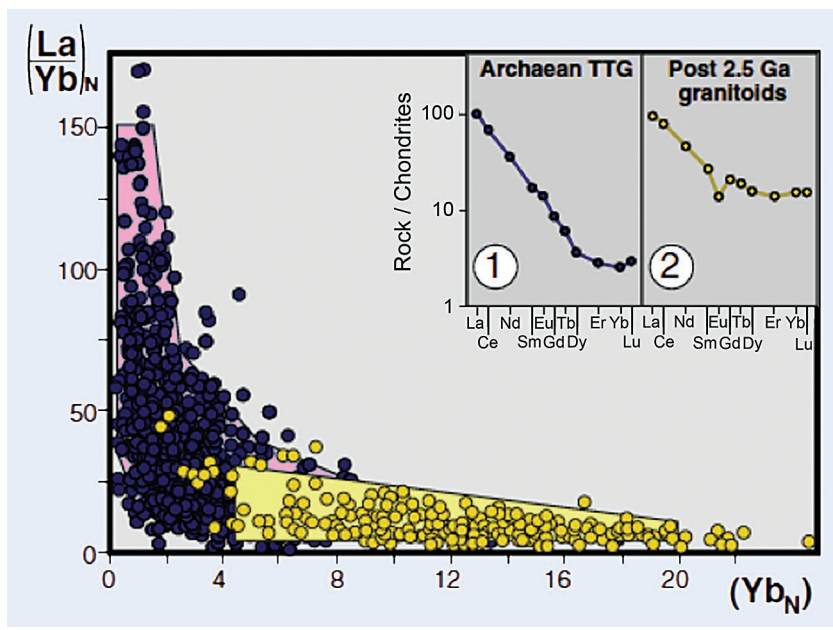 (La/Yb)N
150
100
50
0
0 4 8 12 16 20
(YbN)
Rock / Chondrites
100
10
1
Archaean TTG
1
La Ce Nd Sm Eu Gd Tb Dy Er Yb Lu
Post 2.5 Ga
granitoids
2
La Ce Nd Sm Eu Gd Tb Dy Er Yb Lu